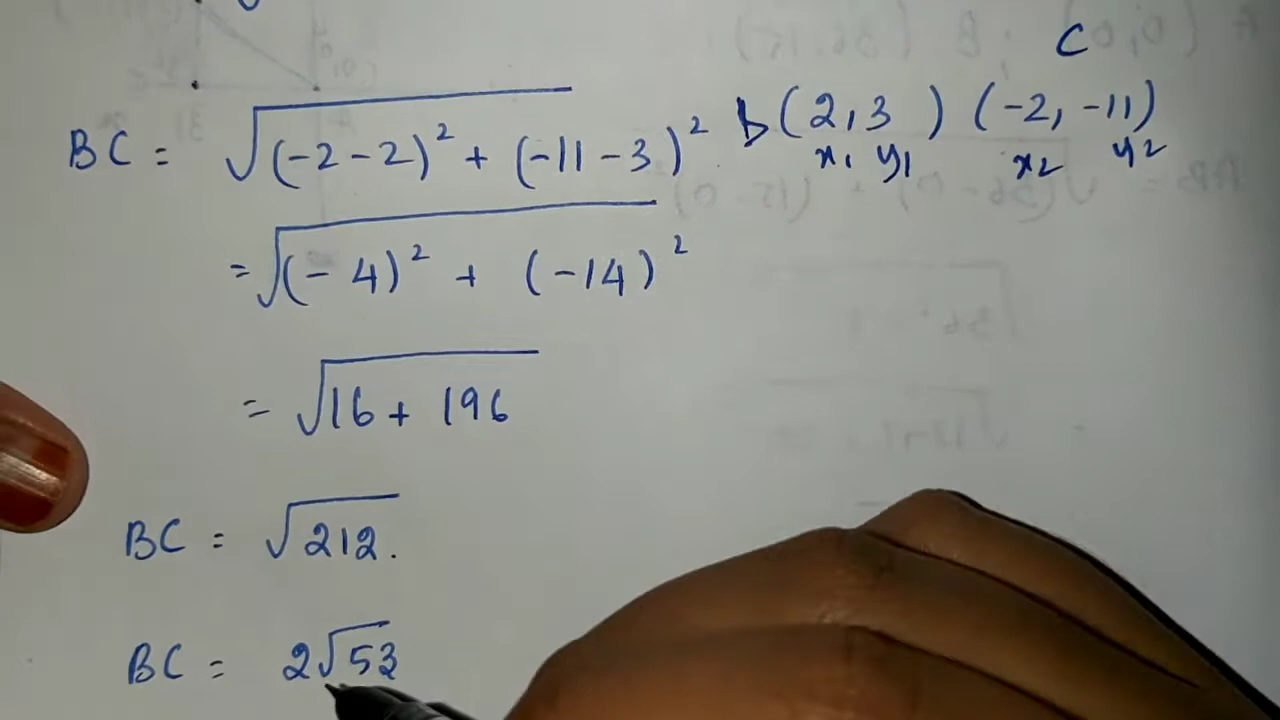 C
B(2,3 ) (-2, -11)
x₁ y₁ x₂ y₂
BC = √(-2-2)² + (-11-3)²
= √(-4)² + (-14)²
= √16 + 196
BC = √212.
BC = 2√53